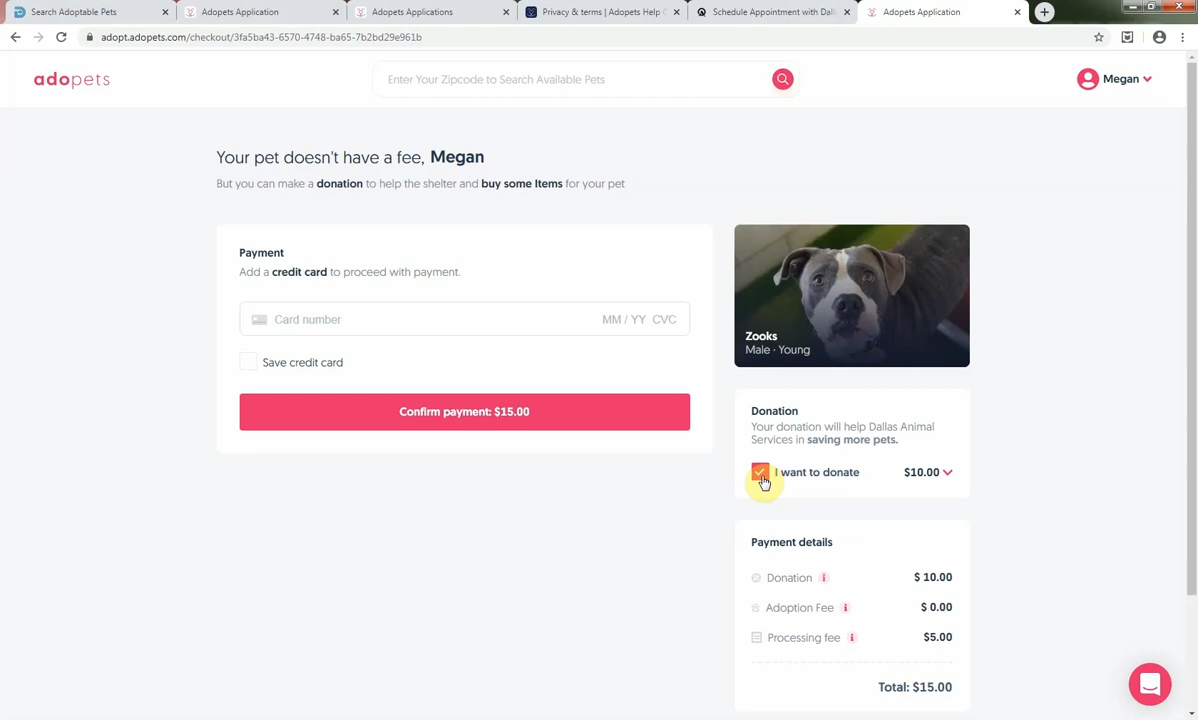 Search Adoptable Pets
Adopets Application
Adopets Applications
Privacy & terms | Adopets Help C
Schedule Appointment with Dall
Adopets Application
adopt.adopets.com/checkout/3fa5ba43-6570-4748-ba65-7b2bd29e961b
adopets
Enter Your Zipcode to Search Available Pets
Megan
Your pet doesn't have a fee, Megan
But you can make a donation to help the shelter and buy some Items for your pet
Payment
Add a credit card to proceed with payment.
Card number
MM / YY CVC
Save credit card
Confirm payment: $15.00
Zooks
Male · Young
Donation
Your donation will help Dallas Animal
Services in saving more pets.
I want to donate
$10.00
Payment details
Donation
$ 10.00
Adoption Fee
$ 0.00
Processing fee
$5.00
Total: $15.00